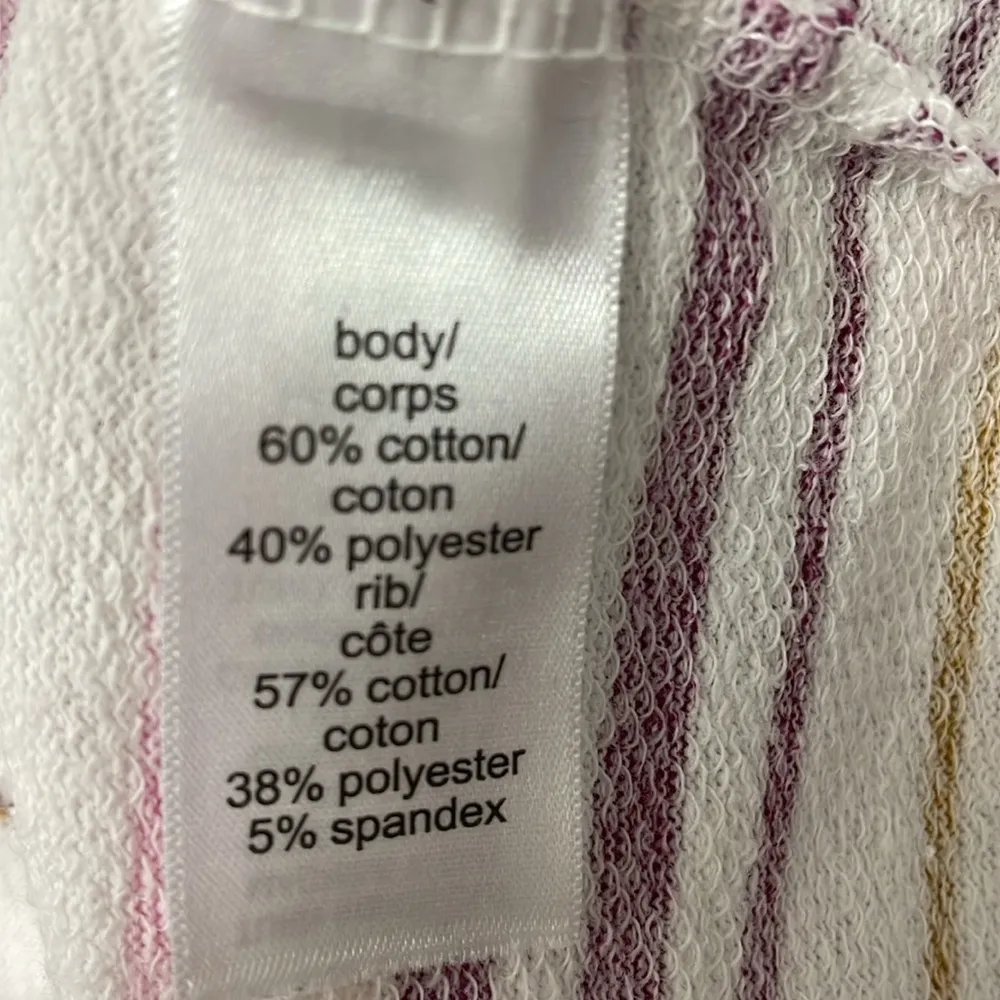 body/
corps
60% cotton/
coton
40% polyester
rib/
côte
57% cotton/
coton
38% polyester
5% spandex